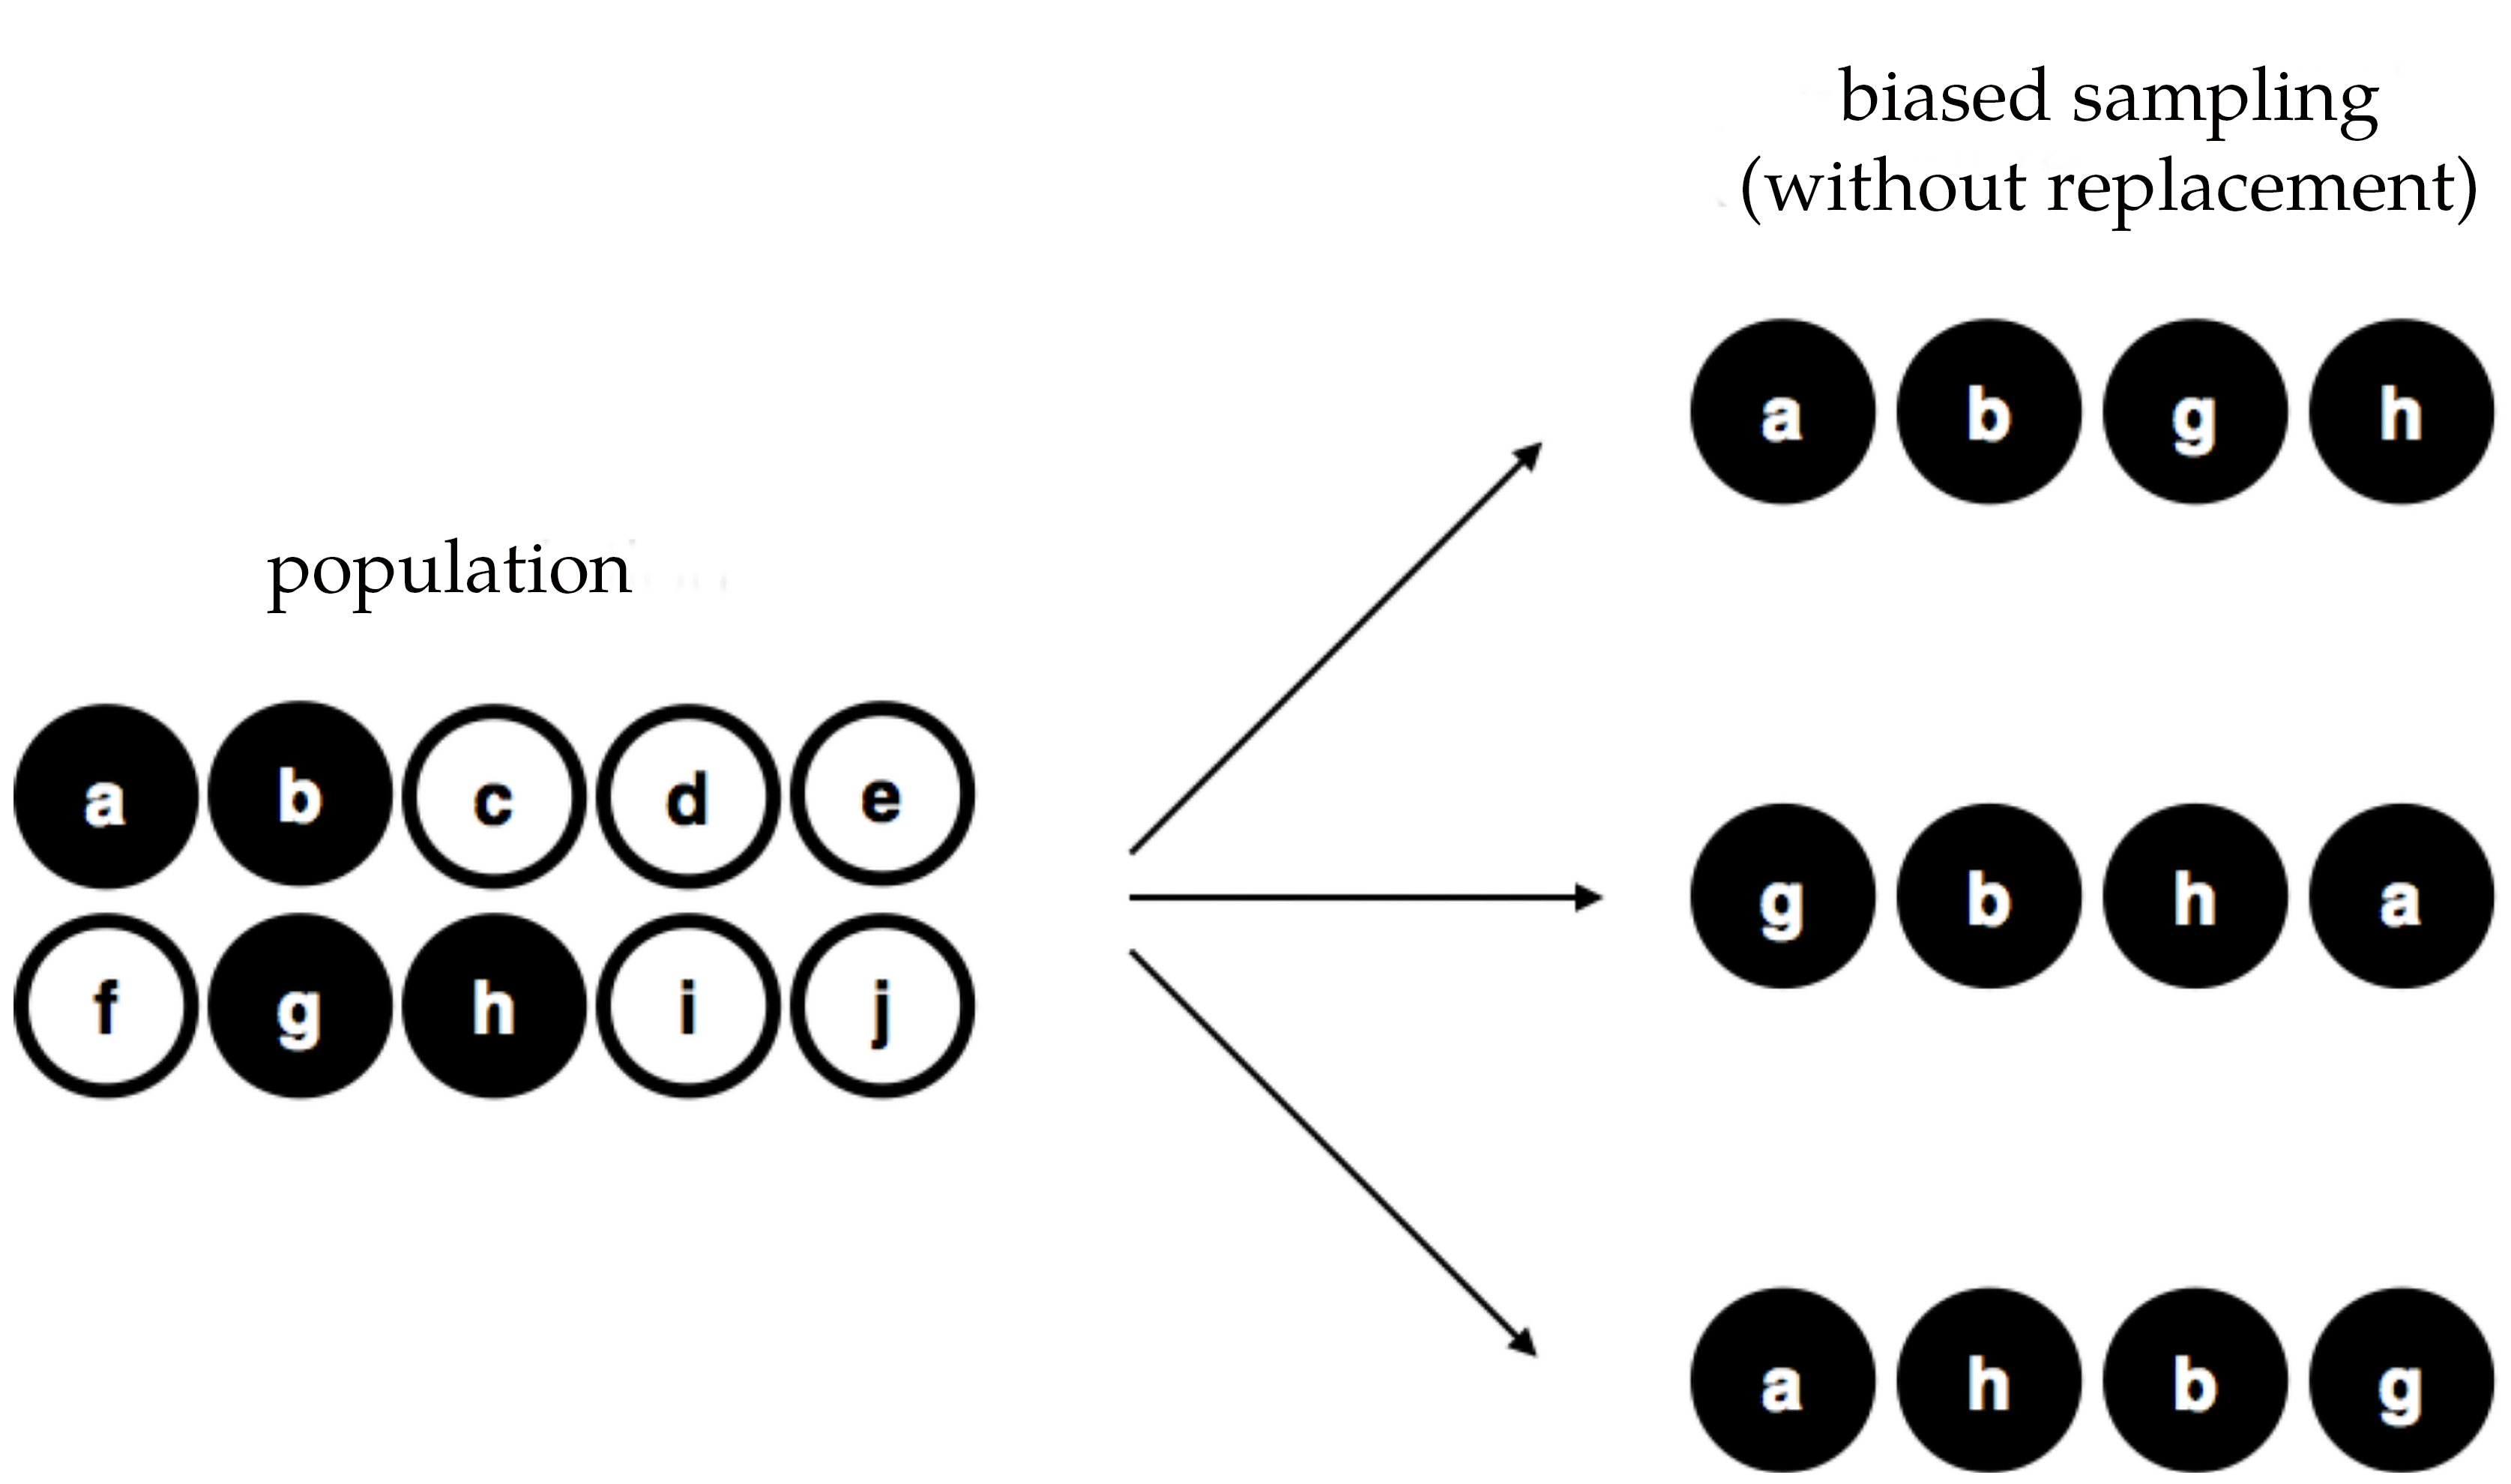 biased sampling
(without replacement)
a b g h
population
a b c d e
g b h a
f g h i j
a h b g